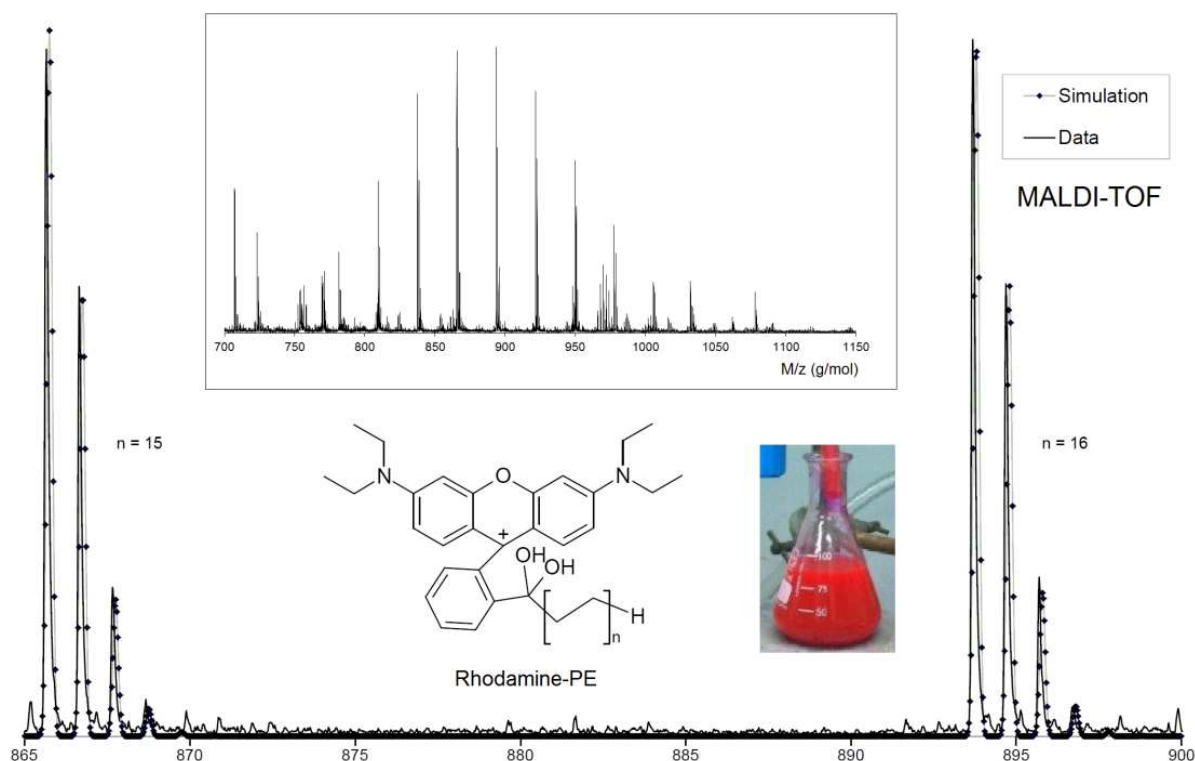 Simulation
Data
MALDI-TOF
700 750 800 850 900 950 1000 1050 1100 1150
M/z (g/mol)
n = 15
n = 16
N
O
N
+
OH
OH
H
n
Rhodamine-PE
100
75
50
865 870 875 880 885 890 895 900